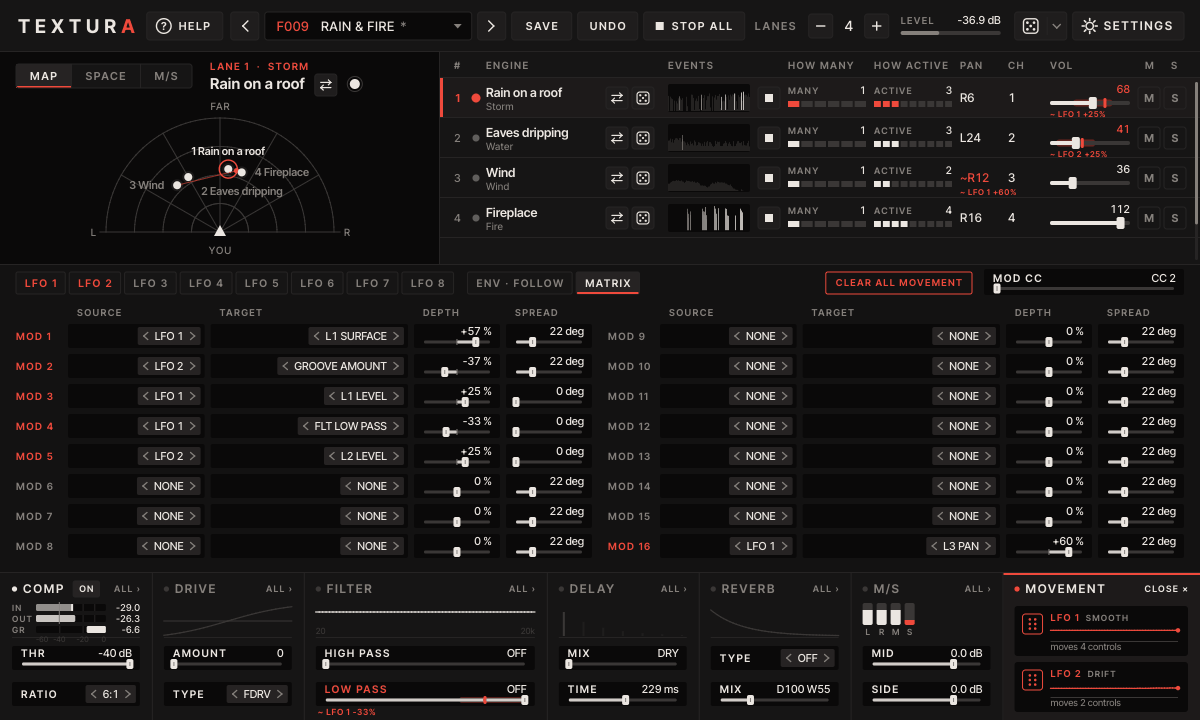 TEXTURA HELP F009 RAIN & FIRE * SAVE UNDO STOP ALL LANES 4 LEVEL -36.9 dB SETTINGS
MAP SPACE M/S
LANE 1 · STORM
Rain on a roof
FAR
1 Rain on a roof
3 Wind
4 Fireplace
2 Eaves dripping
L R
YOU
# ENGINE EVENTS HOW MANY HOW ACTIVE PAN CH VOL M S
1 Rain on a roof MANY 1 ACTIVE 3 R6 1 68 M S
Storm ~ LFO 1 +25%
2 Eaves dripping MANY 1 ACTIVE 3 L24 2 41 M S
Water ~ LFO 2 +25%
3 Wind MANY 1 ACTIVE 2 ~R12 3 36 M S
Wind ~ LFO 1 +60%
4 Fireplace MANY 1 ACTIVE 4 R16 4 112 M S
Fire
LFO 1 LFO 2 LFO 3 LFO 4 LFO 5 LFO 6 LFO 7 LFO 8 ENV · FOLLOW MATRIX CLEAR ALL MOVEMENT MOD CC CC 2
SOURCE TARGET DEPTH SPREAD SOURCE TARGET DEPTH SPREAD
MOD 1 LFO 1 L1 SURFACE +57 % 22 deg MOD 9 NONE NONE 0 % 22 deg
MOD 2 LFO 2 GROOVE AMOUNT -37 % 22 deg MOD 10 NONE NONE 0 % 22 deg
MOD 3 LFO 1 L1 LEVEL +25 % 0 deg MOD 11 NONE NONE 0 % 22 deg
MOD 4 LFO 1 FLT LOW PASS -33 % 0 deg MOD 12 NONE NONE 0 % 22 deg
MOD 5 LFO 2 L2 LEVEL +25 % 0 deg MOD 13 NONE NONE 0 % 22 deg
MOD 6 NONE NONE 0 % 22 deg MOD 14 NONE NONE 0 % 22 deg
MOD 7 NONE NONE 0 % 22 deg MOD 15 NONE NONE 0 % 22 deg
MOD 8 NONE NONE 0 % 22 deg MOD 16 LFO 1 L3 PAN +60 % 22 deg
COMP ON ALL ›
IN -29.0
OUT -26.3
GR -6.6
-60 -40 -20 0
THR -40 dB
RATIO 6:1
DRIVE ALL ›
AMOUNT 0
TYPE FDRV
FILTER ALL ›
20 20k
HIGH PASS OFF
LOW PASS OFF
~ LFO 1 -33%
DELAY ALL ›
MIX DRY
TIME 229 ms
REVERB ALL ›
TYPE OFF
MIX D100 W55
M/S ALL ›
L R M S
MID 0.0 dB
SIDE 0.0 dB
MOVEMENT CLOSE ×
LFO 1 SMOOTH
moves 4 controls
LFO 2 DRIFT
moves 2 controls